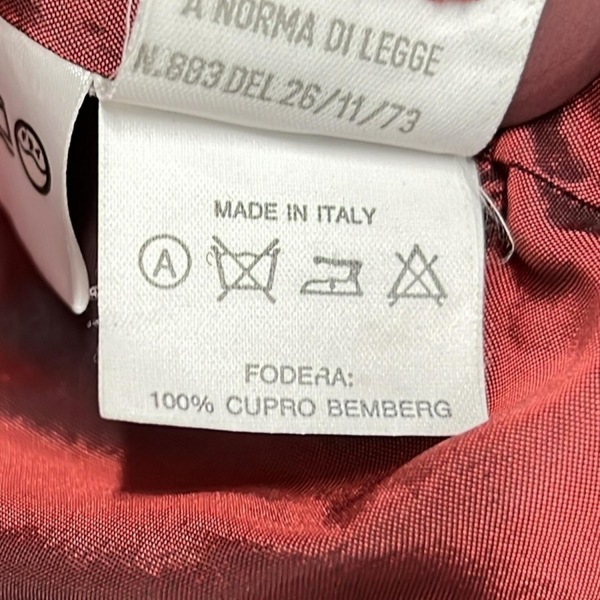 A NORMA DI LEGGE
N.883 DEL 26/11/73
MADE IN ITALY
A
FODERA:
100% CUPRO BEMBERG